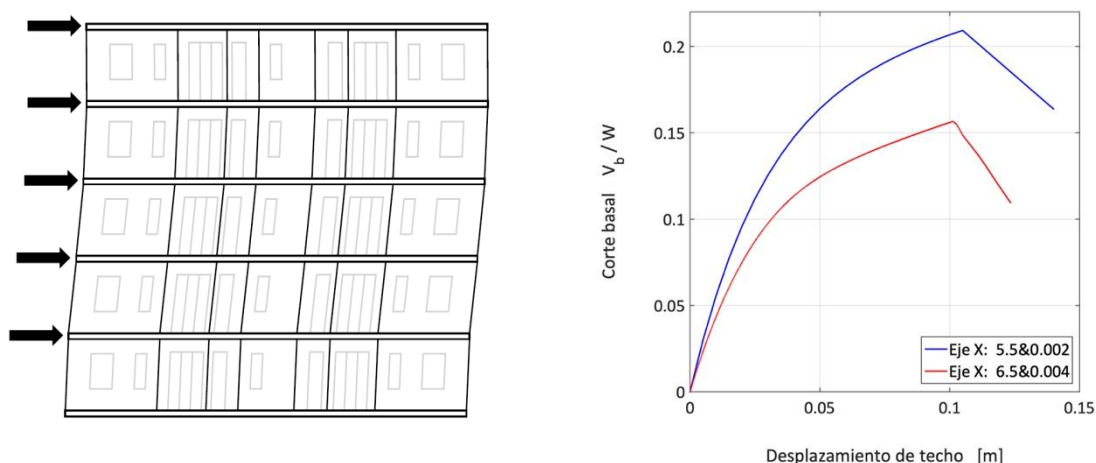 0.2
0.15
0.1
0.05
0
Corte basal V_b / W
Eje X: 5.5&0.002
Eje X: 6.5&0.004
0 0.05 0.1 0.15
Desplazamiento de techo [m]